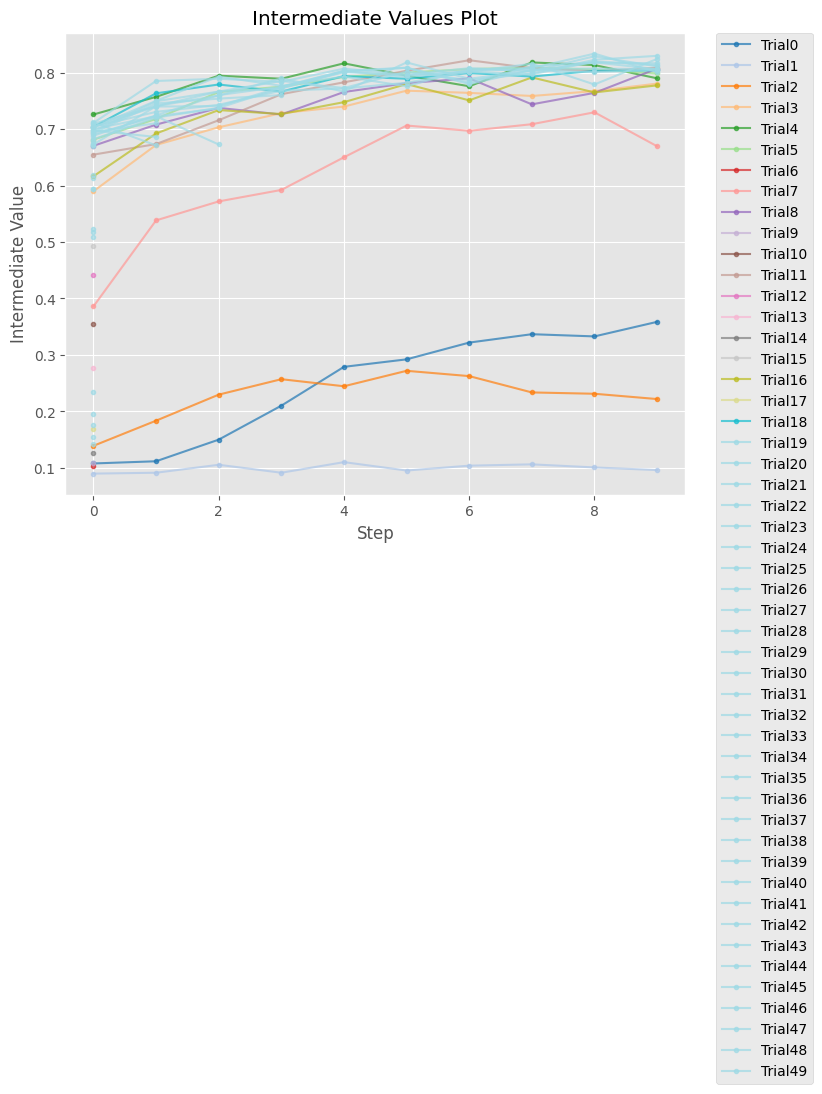 Intermediate Values Plot
Intermediate Value
0.8
0.7
0.6
0.5
0.4
0.3
0.2
0.1
0 2 4 6 8
Step
Trial0
Trial1
Trial2
Trial3
Trial4
Trial5
Trial6
Trial7
Trial8
Trial9
Trial10
Trial11
Trial12
Trial13
Trial14
Trial15
Trial16
Trial17
Trial18
Trial19
Trial20
Trial21
Trial22
Trial23
Trial24
Trial25
Trial26
Trial27
Trial28
Trial29
Trial30
Trial31
Trial32
Trial33
Trial34
Trial35
Trial36
Trial37
Trial38
Trial39
Trial40
Trial41
Trial42
Trial43
Trial44
Trial45
Trial46
Trial47
Trial48
Trial49